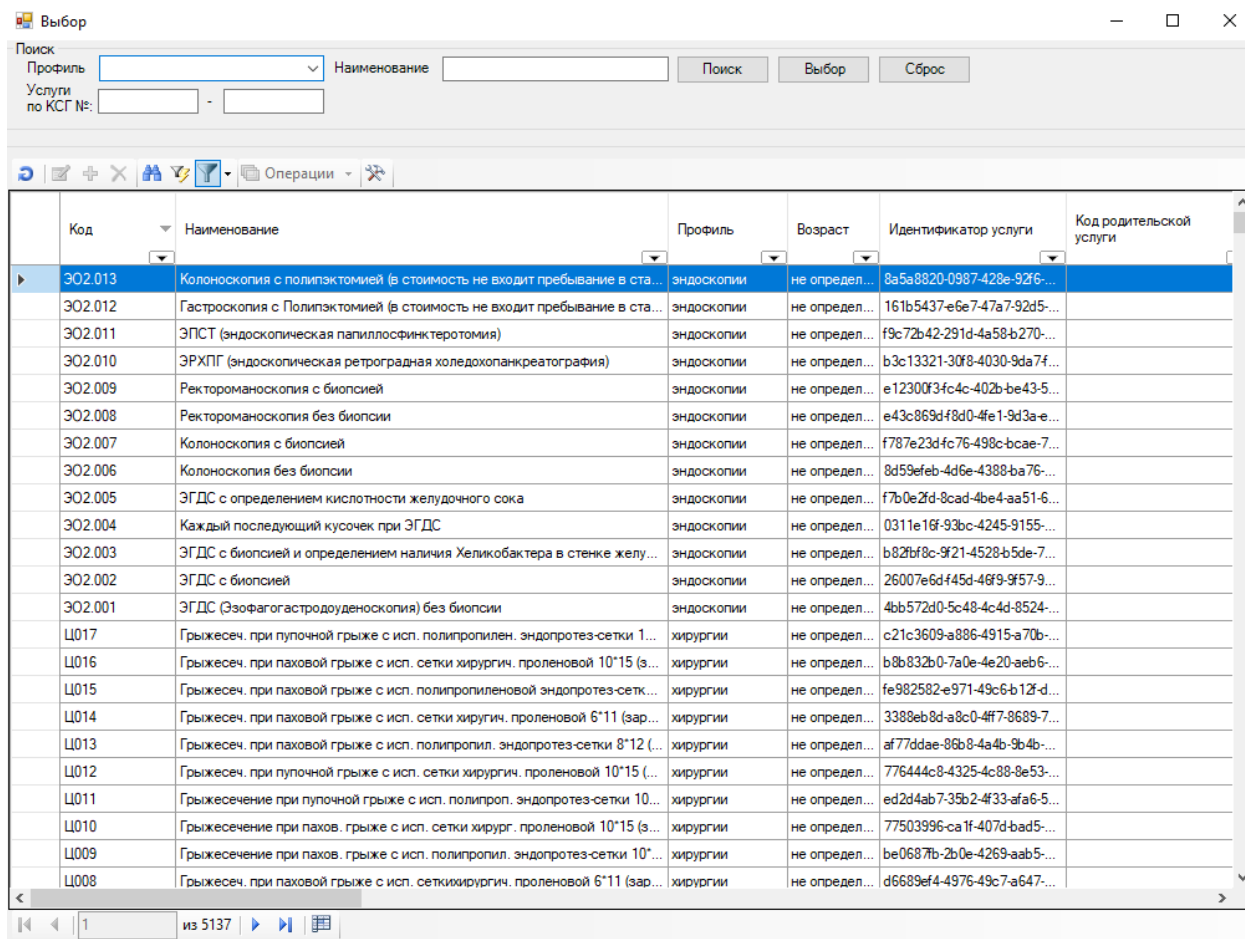 Выбор
Поиск
Профиль Наименование Поиск Выбор Сброс
Услуги
по КСГ №: -
Операции
Код Наименование Профиль Возраст Идентификатор услуги Код родительской
услуги
ЭО2.013 Колоноскопия с полипэктомией (в стоимость не входит пребывание в ста... эндоскопии не определ... 8a5a8820-0987-428e-92f6-...
ЭО2.012 Гастроскопия с Полипэктомией (в стоимость не входит пребывание в ста... эндоскопии не определ... 161b5437-e6e7-47a7-92d5-...
ЭО2.011 ЭПСТ (эндоскопическая папиллосфинктеротомия) эндоскопии не определ... f9c72b42-291d-4a58-b270-...
ЭО2.010 ЭРХПГ (эндоскопическая ретроградная холедохопанкреатография) эндоскопии не определ... b3c13321-30f8-4030-9da7-f...
ЭО2.009 Ректороманоскопия с биопсией эндоскопии не определ... e12300f3-fc4c-402b-be43-5...
ЭО2.008 Ректороманоскопия без биопсии эндоскопии не определ... e43c869d-f8d0-4fe1-9d3a-e...
ЭО2.007 Колоноскопия с биопсией эндоскопии не определ... f787e23d-fc76-498c-bcae-7...
ЭО2.006 Колоноскопия без биопсии эндоскопии не определ... 8d59efeb-4d6e-4388-ba76-...
ЭО2.005 ЭГДС с определением кислотности желудочного сока эндоскопии не определ... f7b0e2fd-8cad-4be4-aa51-6...
ЭО2.004 Каждый последующий кусочек при ЭГДС эндоскопии не определ... 0311e16f-93bc-4245-9155-...
ЭО2.003 ЭГДС с биопсией и определением наличия Хеликобактера в стенке желу... эндоскопии не определ... b82fbf8c-9f21-4528-b5de-7...
ЭО2.002 ЭГДС с биопсией эндоскопии не определ... 26007e6d-f45d-46f9-9f57-9...
ЭО2.001 ЭГДС (Эзофагогастродоуденоскопия) без биопсии эндоскопии не определ... 4bb572d0-5c48-4c4d-8524-...
Ц017 Грыжесеч. при пупочной грыже с исп. полипропилен. эндопротез-сетки 1... хирургии не определ... c21c3609-a886-4915-a70b-...
Ц016 Грыжесеч. при паховой грыже с исп. сетки хирургич. проленовой 10*15 (з... хирургии не определ... b8b832b0-7a0e-4e20-aeb6-...
Ц015 Грыжесеч. при паховой грыже с исп. полипропиленовой эндопротез-сетк... хирургии не определ... fe982582-e971-49c6-b12f-d...
Ц014 Грыжесеч. при паховой грыже с исп. сетки хиругич. проленовой 6*11 (зар... хирургии не определ... 3388eb8d-a8c0-4ff7-8689-7...
Ц013 Грыжесеч. при паховой грыже с исп. полипропил. эндопротез-сетки 8*12 (... хирургии не определ... af77ddae-86b8-4a4b-9b4b-...
Ц012 Грыжесеч. при пупочной грыже с исп. сетки хирургич. проленовой 10*15 (... хирургии не определ... 776444c8-4325-4c88-8e53-...
Ц011 Грыжесечение при пупочной грыже с исп. полипроп. эндопротез-сетки 10... хирургии не определ... ed2d4ab7-35b2-4f33-afa6-5...
Ц010 Грыжесечение при пахов. грыже с исп. сетки хирург. проленовой 10*15 (з... хирургии не определ... 77503996-ca1f-407d-bad5-...
Ц009 Грыжесечение при пахов. грыже с исп. полипропил. эндопротез-сетки 10*... хирургии не определ... be0687fb-2b0e-4269-aab5-...
Ц008 Грыжесеч. при паховой грыже с исп. сеткихирургич. проленовой 6*11 (зар... хирургии не определ... d6689ef4-4976-49c7-a647-...
1 из 5137